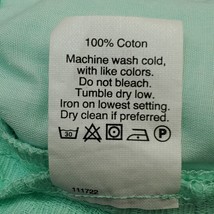 100% Coton
Machine wash cold,
with like colors.
Do not bleach.
Tumble dry low.
Iron on lowest setting.
Dry clean if preferred.
30 P
111722